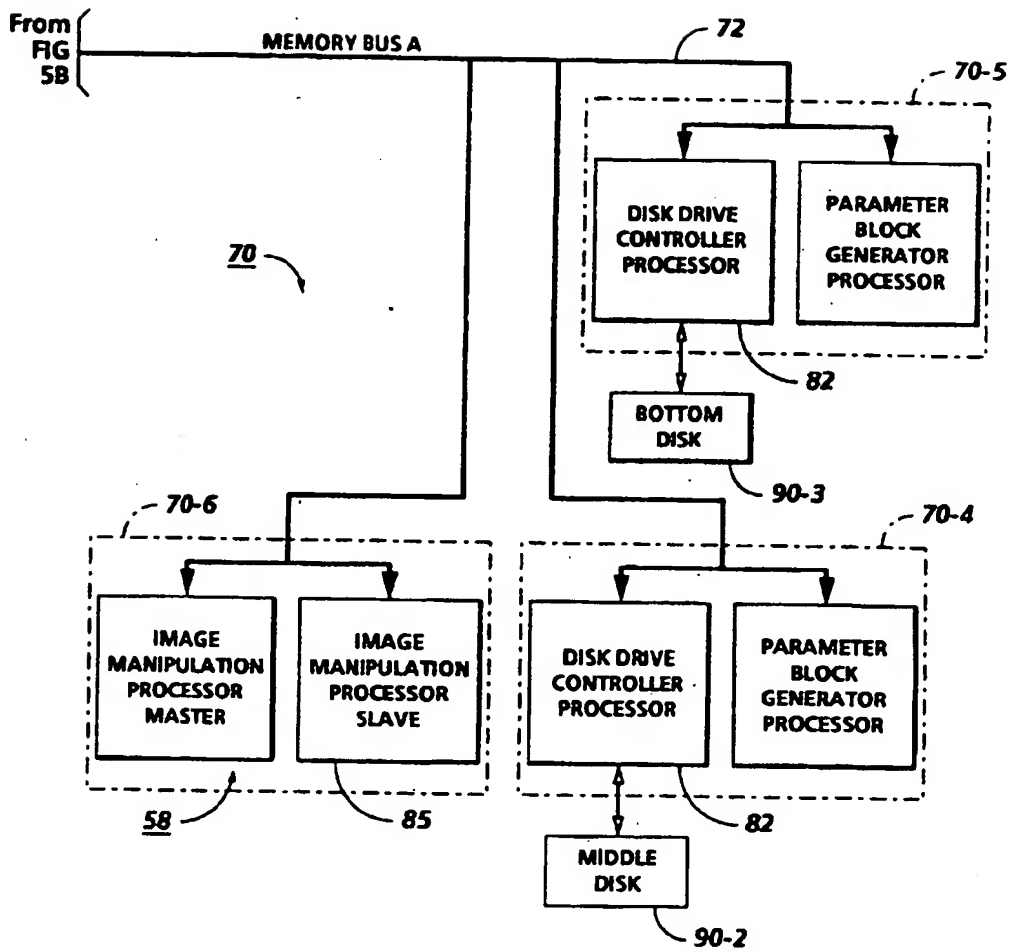 From
FIG
5B
MEMORY BUS A
72
70-5
DISK DRIVE
CONTROLLER
PROCESSOR
PARAMETER
BLOCK
GENERATOR
PROCESSOR
70
82
BOTTOM
DISK
90-3
70-6
70-4
IMAGE
MANIPULATION
PROCESSOR
MASTER
IMAGE
MANIPULATION
PROCESSOR
SLAVE
DISK DRIVE
CONTROLLER
PROCESSOR
PARAMETER
BLOCK
GENERATOR
PROCESSOR
58
85
82
MIDDLE
DISK
90-2